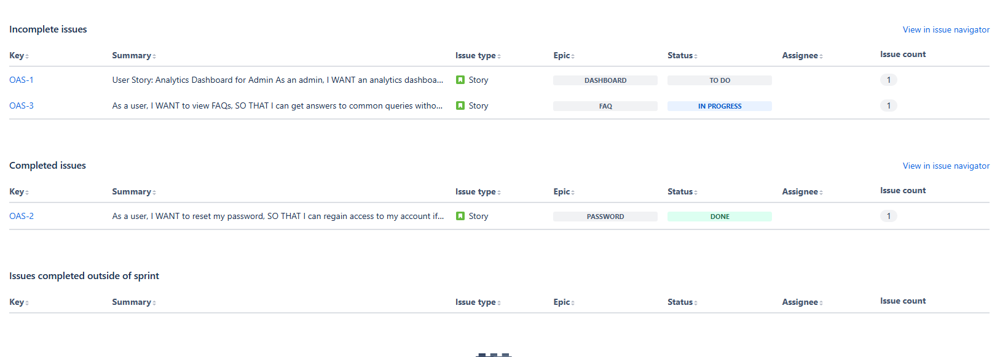 Incomplete issues View in issue navigator
Key Summary Issue type Epic Status Assignee Issue count
OAS-1 User Story: Analytics Dashboard for Admin As an admin, I WANT an analytics dashboa... Story DASHBOARD TO DO 1
OAS-3 As a user, I WANT to view FAQs, SO THAT I can get answers to common queries witho... Story FAQ IN PROGRESS 1
Completed issues View in issue navigator
Key Summary Issue type Epic Status Assignee Issue count
OAS-2 As a user, I WANT to reset my password, SO THAT I can regain access to my account if... Story PASSWORD DONE 1
Issues completed outside of sprint
Key Summary Issue type Epic Status Assignee Issue count